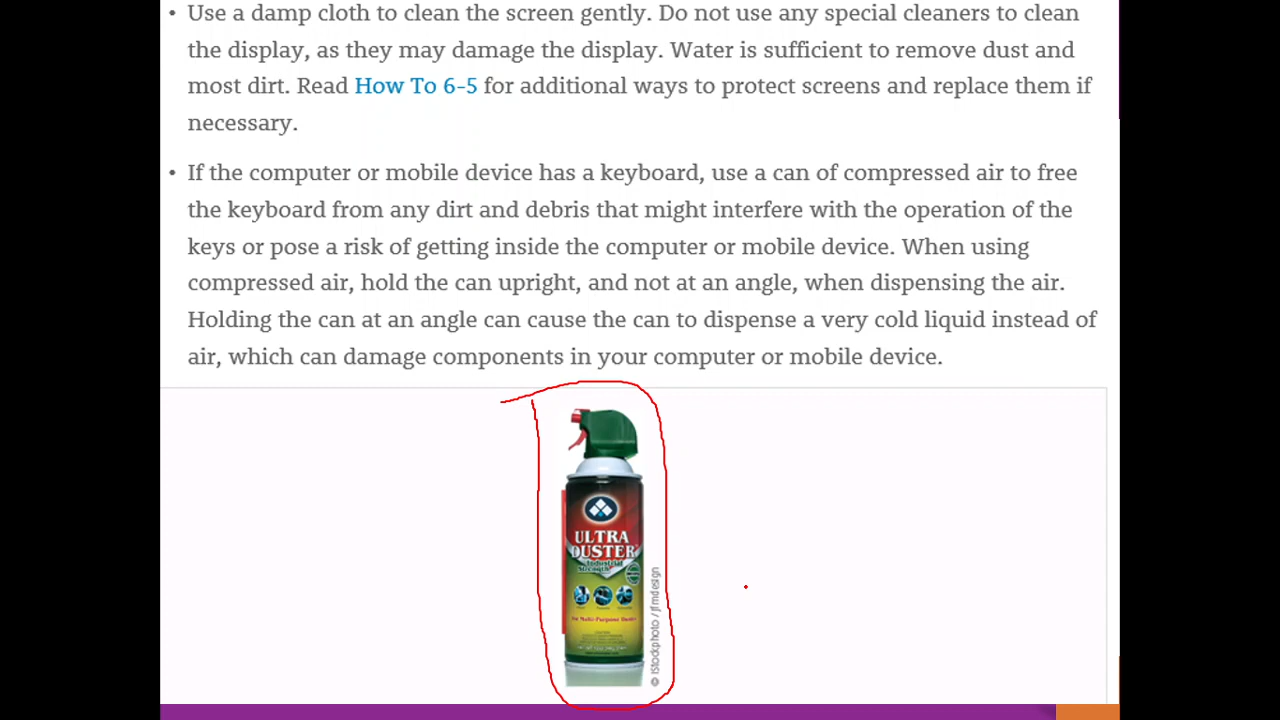 • Use a damp cloth to clean the screen gently. Do not use any special cleaners to clean
the display, as they may damage the display. Water is sufficient to remove dust and
most dirt. Read How To 6-5 for additional ways to protect screens and replace them if
necessary.
• If the computer or mobile device has a keyboard, use a can of compressed air to free
the keyboard from any dirt and debris that might interfere with the operation of the
keys or pose a risk of getting inside the computer or mobile device. When using
compressed air, hold the can upright, and not at an angle, when dispensing the air.
Holding the can at an angle can cause the can to dispense a very cold liquid instead of
air, which can damage components in your computer or mobile device.
ULTRA
DUSTER
Industrial
Strength
Multi-Purpose Duster
© iStockphoto / jfmdesign